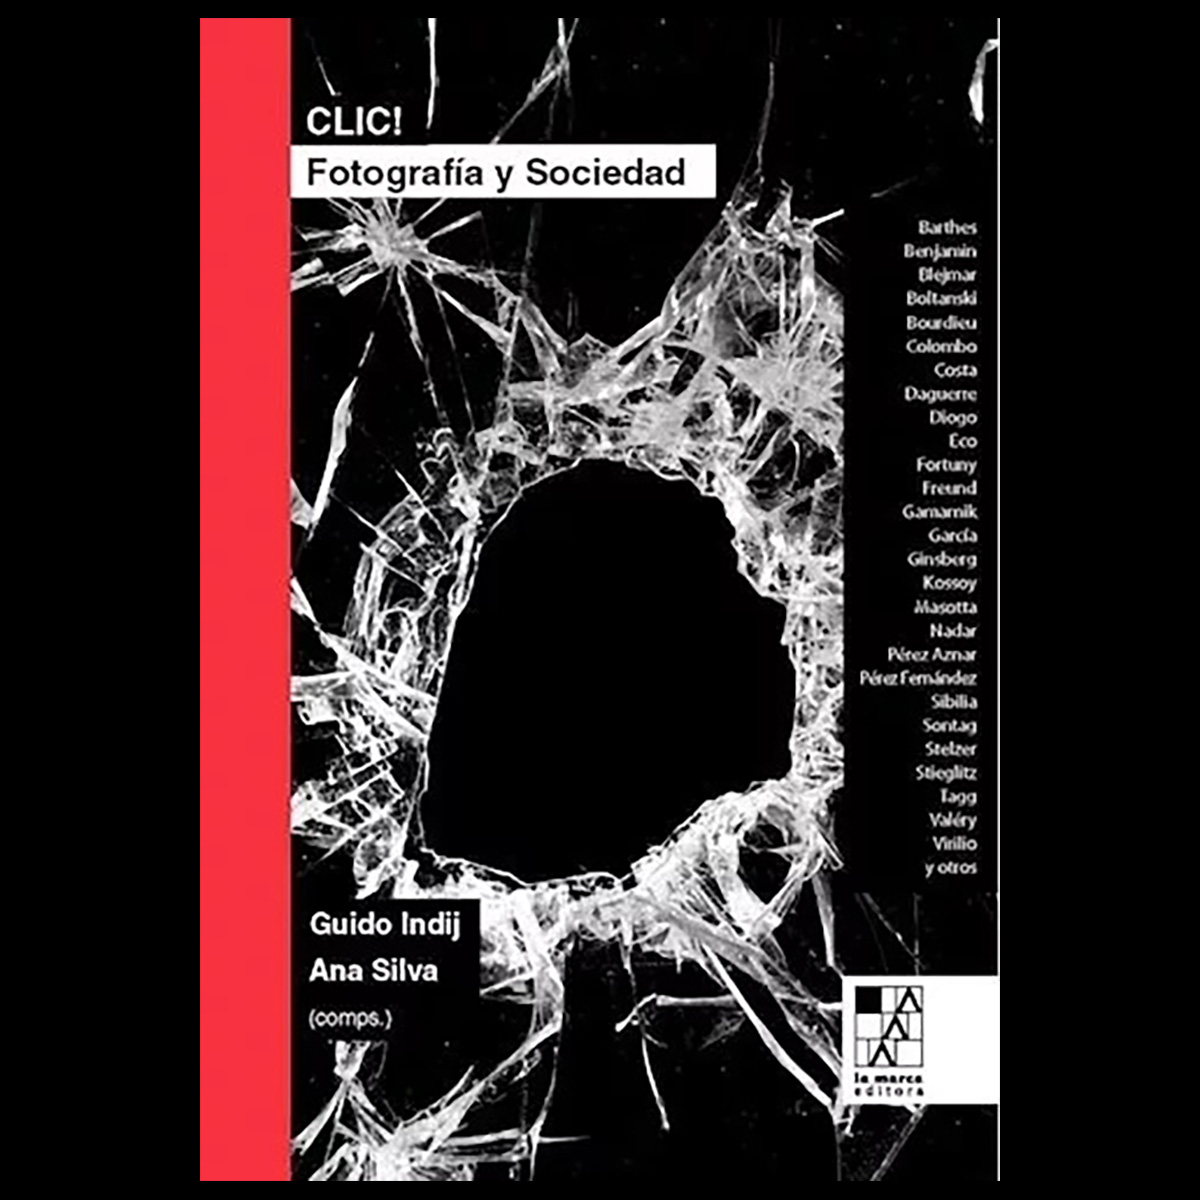 CLIC!
Fotografía y Sociedad
Barthes
Benjamin
Blejmar
Boltanski
Bourdieu
Colombo
Costa
Daguerre
Diogo
Eco
Fortuny
Freund
Gamarnik
García
Ginsberg
Kossoy
Masotta
Nadar
Pérez Aznar
Pérez Fernández
Sibilia
Sontag
Stelzer
Stieglitz
Tagg
Valéry
Virilio
y otros
Guido Indij
Ana Silva
(comps.)
la marca
editora